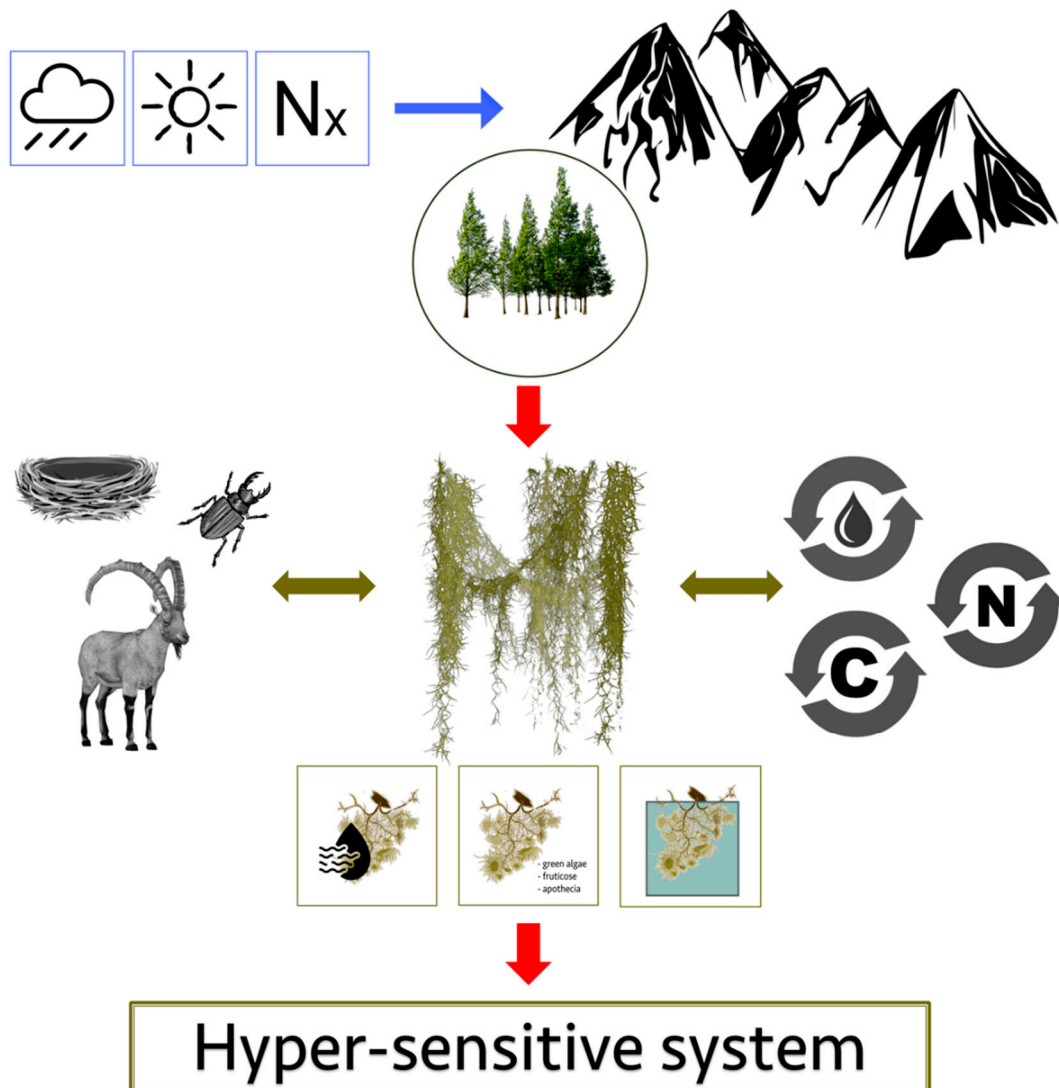 Nx
N
C
- green algae
- fruticose
- apothecia
Hyper-sensitive system